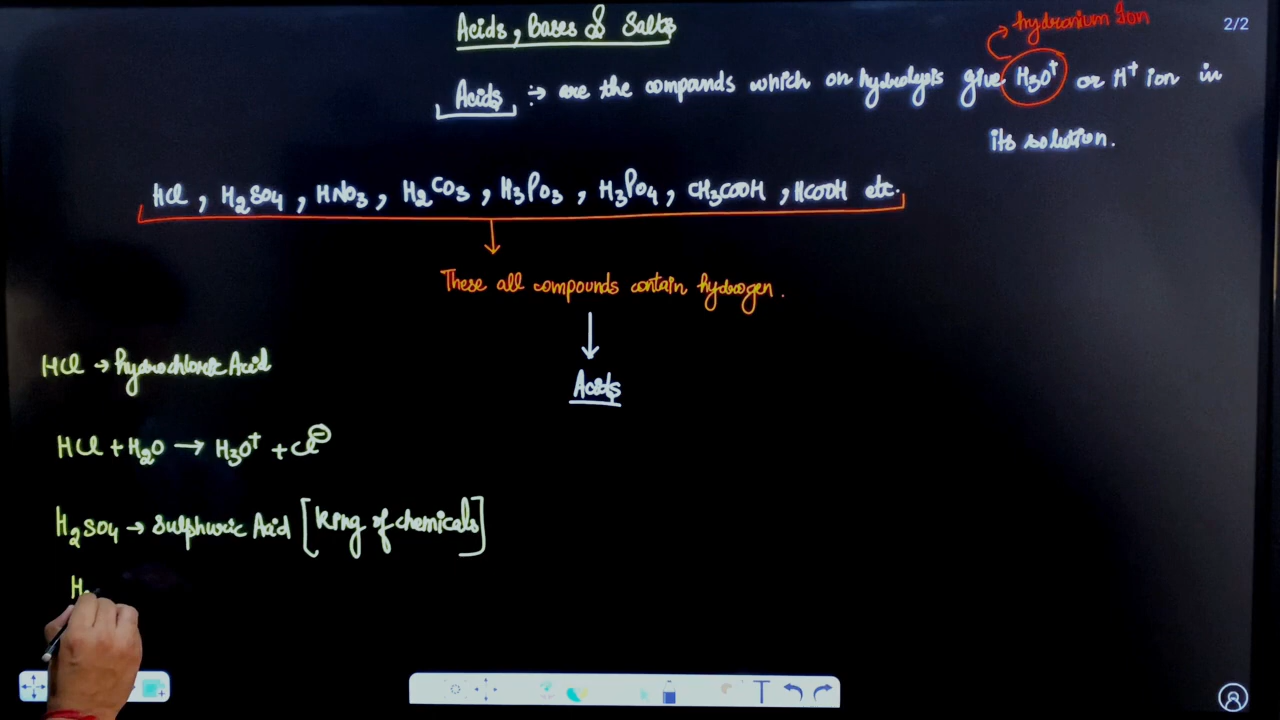 Acids, Bases & Salts
2/2
hydronium Ion
Acids :→ are the compounds which on hydrolysis give H3O+ or H+ ion in
its solution.
HCl, H2SO4, HNO3, H2CO3, H3PO3, H3PO4, CH3COOH, HCOOH etc.
These all compounds contain hydrogen.
Acids
HCl → hydrochloric Acid
HCl + H2O → H3O+ + Cl⊖
H2SO4 → Sulphuric Acid [King of chemicals]
H2
T